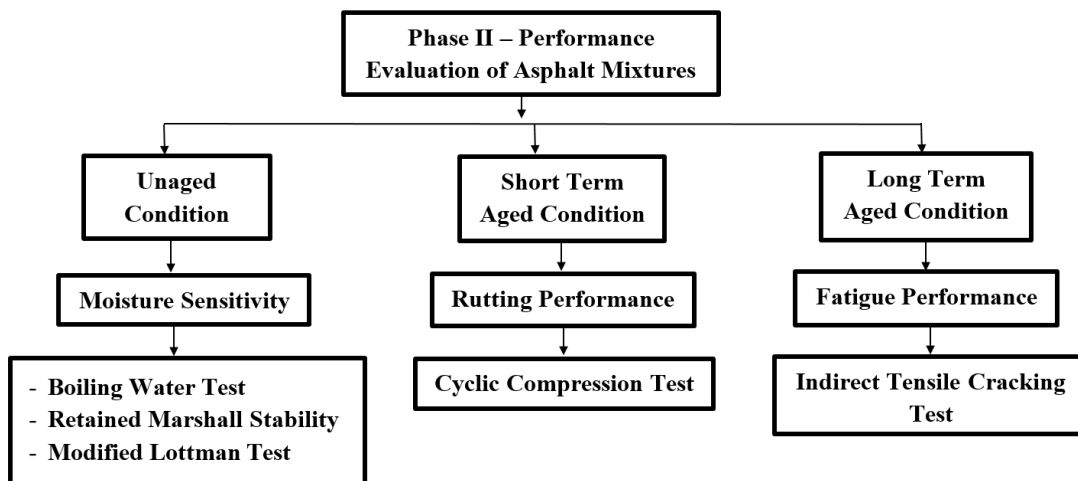 Phase II – Performance
Evaluation of Asphalt Mixtures
Unaged
Condition
Short Term
Aged Condition
Long Term
Aged Condition
Moisture Sensitivity
Rutting Performance
Fatigue Performance
- Boiling Water Test
- Retained Marshall Stability
- Modified Lottman Test
Cyclic Compression Test
Indirect Tensile Cracking
Test